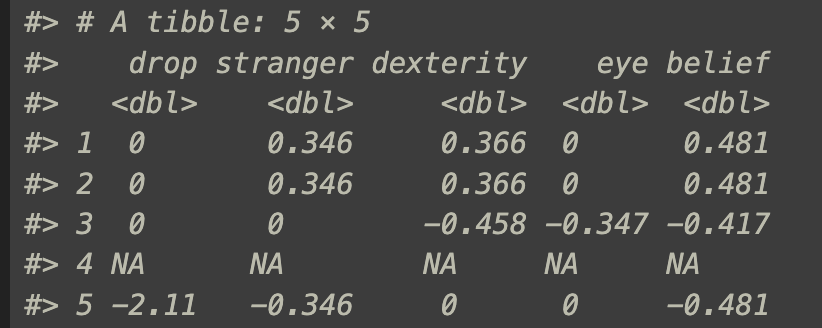 #> # A tibble: 5 × 5
#>    drop stranger dexterity    eye belief
#>   <dbl>    <dbl>     <dbl>  <dbl>  <dbl>
#> 1  0       0.346     0.366  0      0.481
#> 2  0       0.346     0.366  0      0.481
#> 3  0       0        −0.458 −0.347 −0.417
#> 4 NA      NA        NA     NA     NA
#> 5 −2.11   −0.346     0      0     −0.481